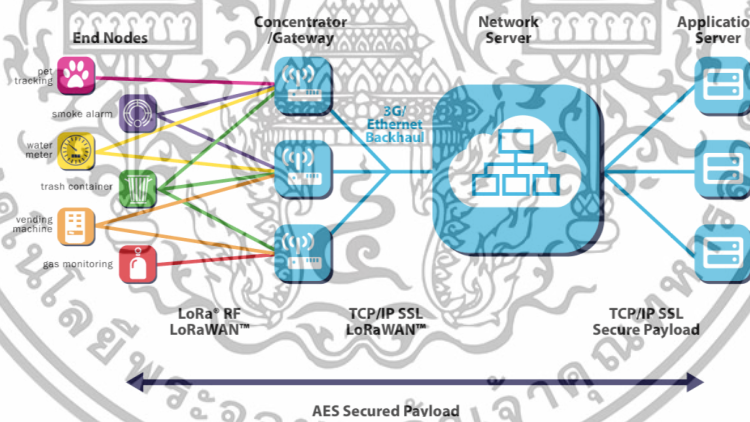 End Nodes
Concentrator
/Gateway
Network
Server
Applicatio
Server
pet
tracking
smoke alarm
water
meter
trash container
vending
machine
gas monitoring
3G/
Ethernet
Backhaul
LoRa® RF
LoRaWAN™
TCP/IP SSL
LoRaWAN™
TCP/IP SSL
Secure Payload
AES Secured Payload